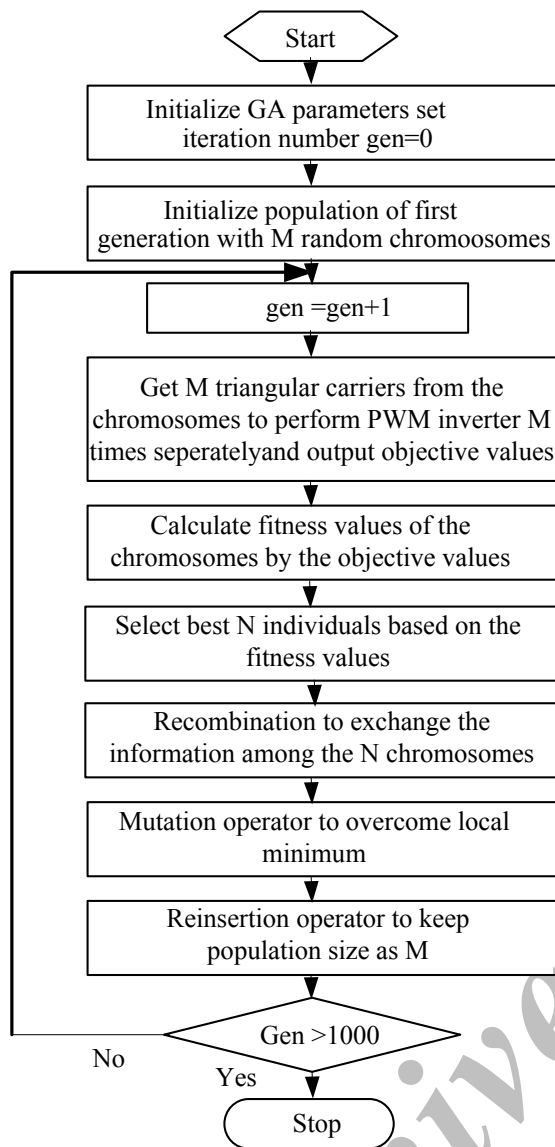 Start
Initialize GA parameters set
iteration number gen=0
Initialize population of first
generation with M random chromoosomes
gen =gen+1
Get M triangular carriers from the
chromosomes to perform PWM inverter M
times seperatelyand output objective values
Calculate fitness values of the
chromosomes by the objective values
Select best N individuals based on the
fitness values
Recombination to exchange the
information among the N chromosomes
Mutation operator to overcome local
minimum
Reinsertion operator to keep
population size as M
Gen >1000
No
Yes
Stop